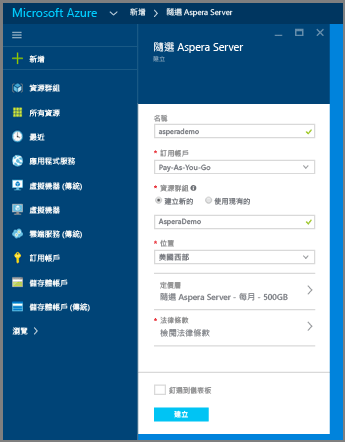 Microsoft Azure 新增 隨選 Aspera Server
新增
資源群組
所有資源
最近
應用程式服務
虛擬機器 (傳統)
虛擬機器
雲端服務 (傳統)
訂用帳戶
儲存體帳戶
儲存體帳戶 (傳統)
瀏覽
隨選 Aspera Server
建立
名稱
asperademo
* 訂用帳戶
Pay-As-You-Go
* 資源群組
建立新的 使用現有的
AsperaDemo
* 位置
美國西部
定價層
隨選 Aspera Server - 每月 - 500GB
* 法律條款
檢閱法律條款
釘選到儀表板
建立